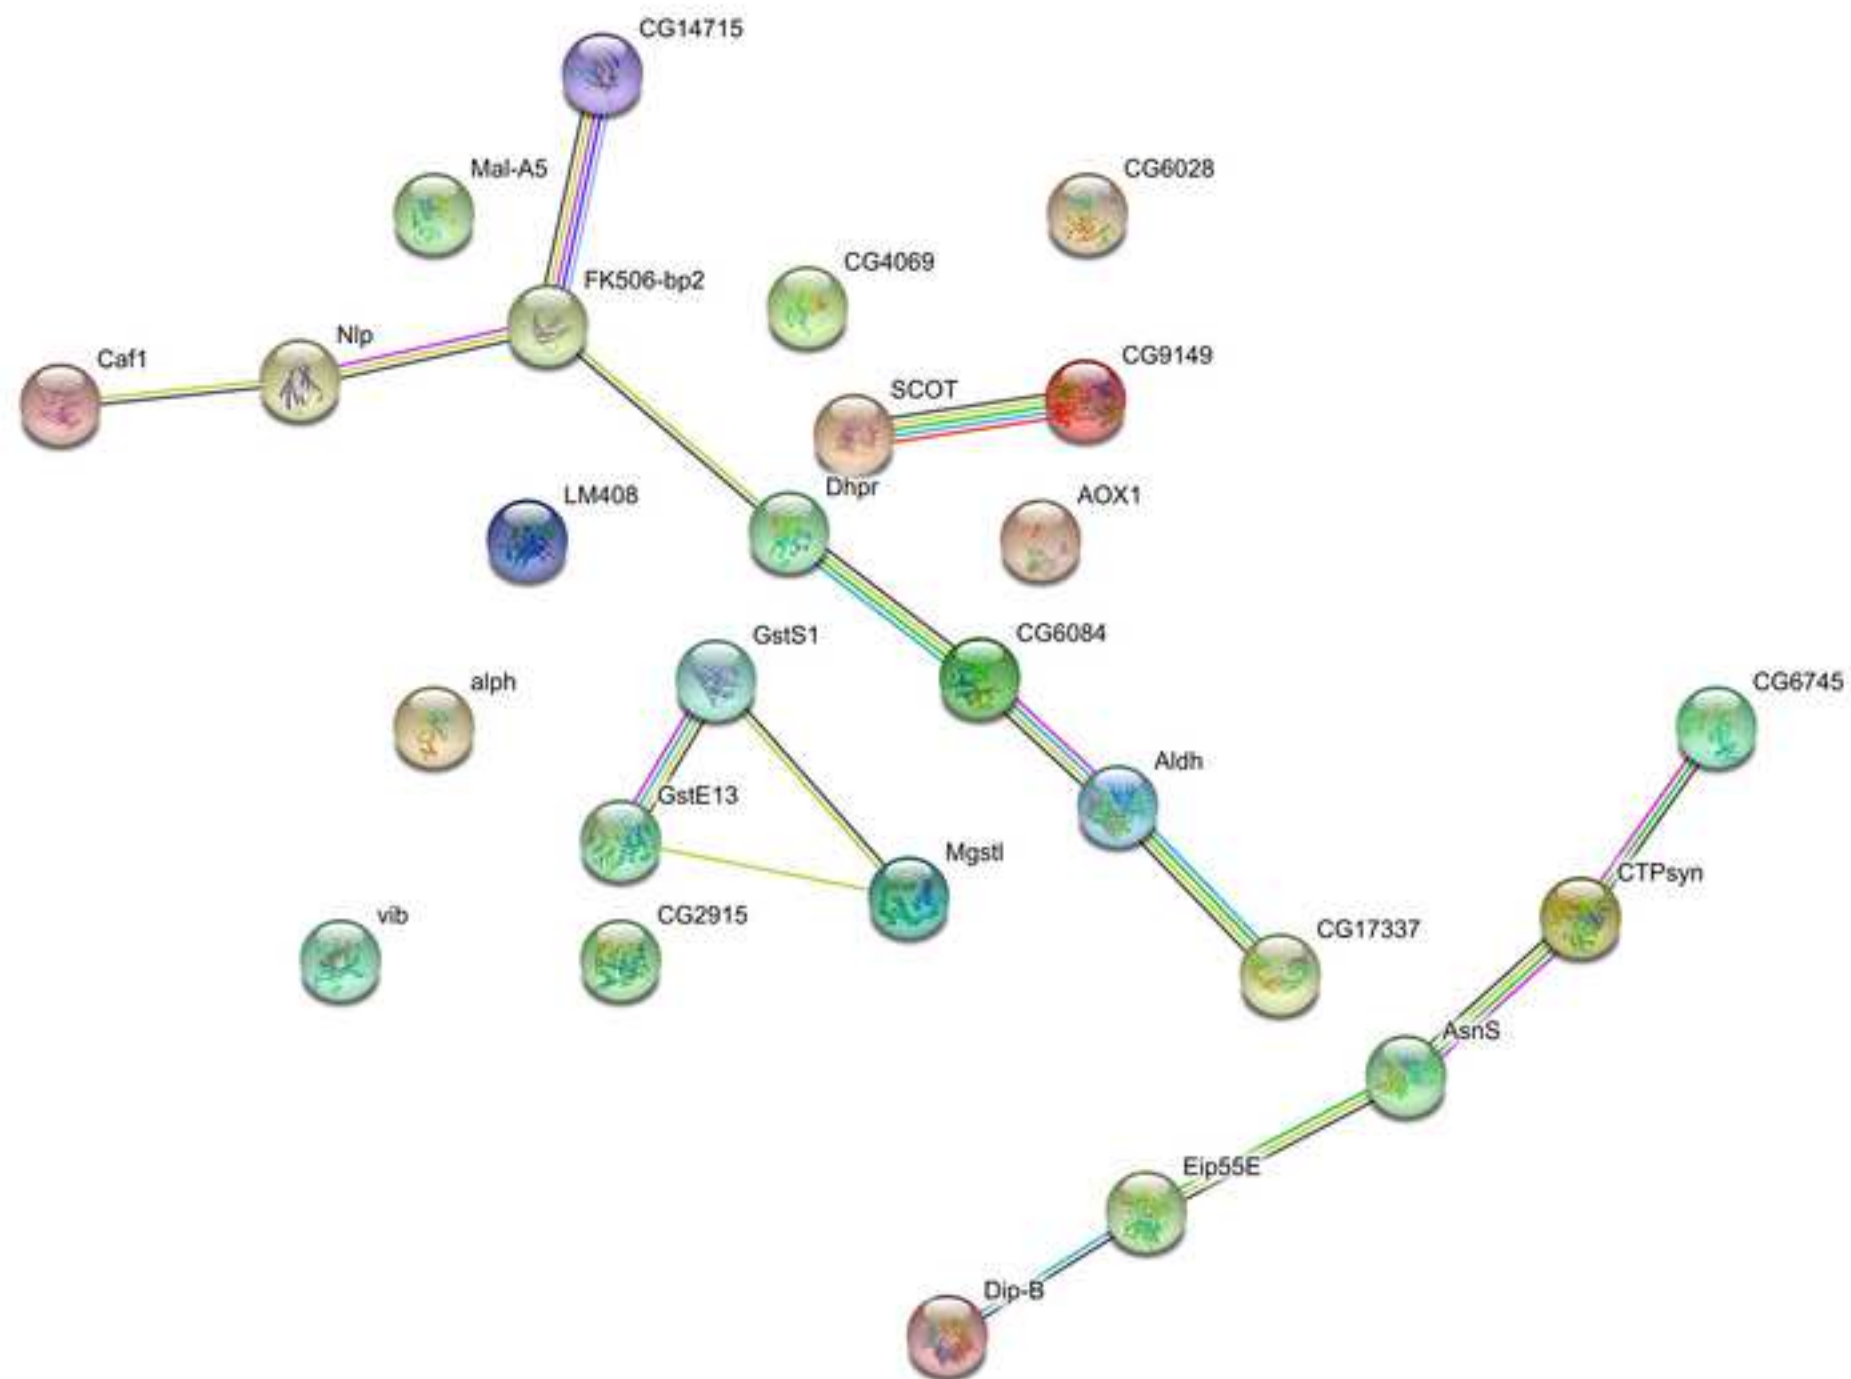 CG14715
Mal-A5
CG6028
CG4069
FK506-bp2
Nlp
Caf1
CG9149
SCOT
Dhpr
LM408
AOX1
GstS1
CG6084
alph
CG6745
Aldh
GstE13
Mgstl
CTPsyn
vib
CG2915
CG17337
AsnS
Eip55E
Dip-B